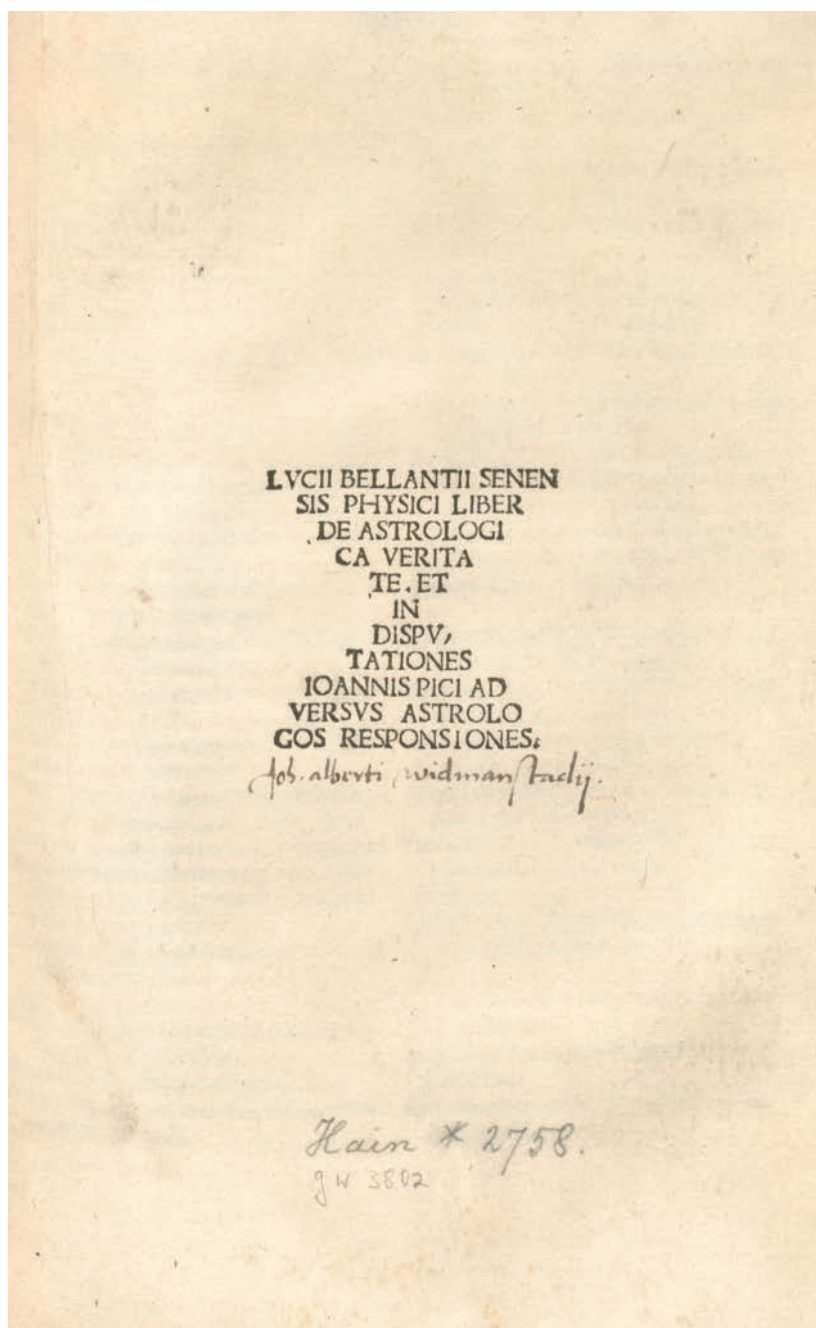 LVCII BELLANTII SENEN
SIS PHYSICI LIBER
DE ASTROLOGI
CA VERITA
TE. ET
IN
DISPV,
TATIONES
IOANNIS PICI AD
VERSVS ASTROLO
GOS RESPONSIONES.
Joh. alberti widmanstadij.
Hain * 2758.
gw 3802